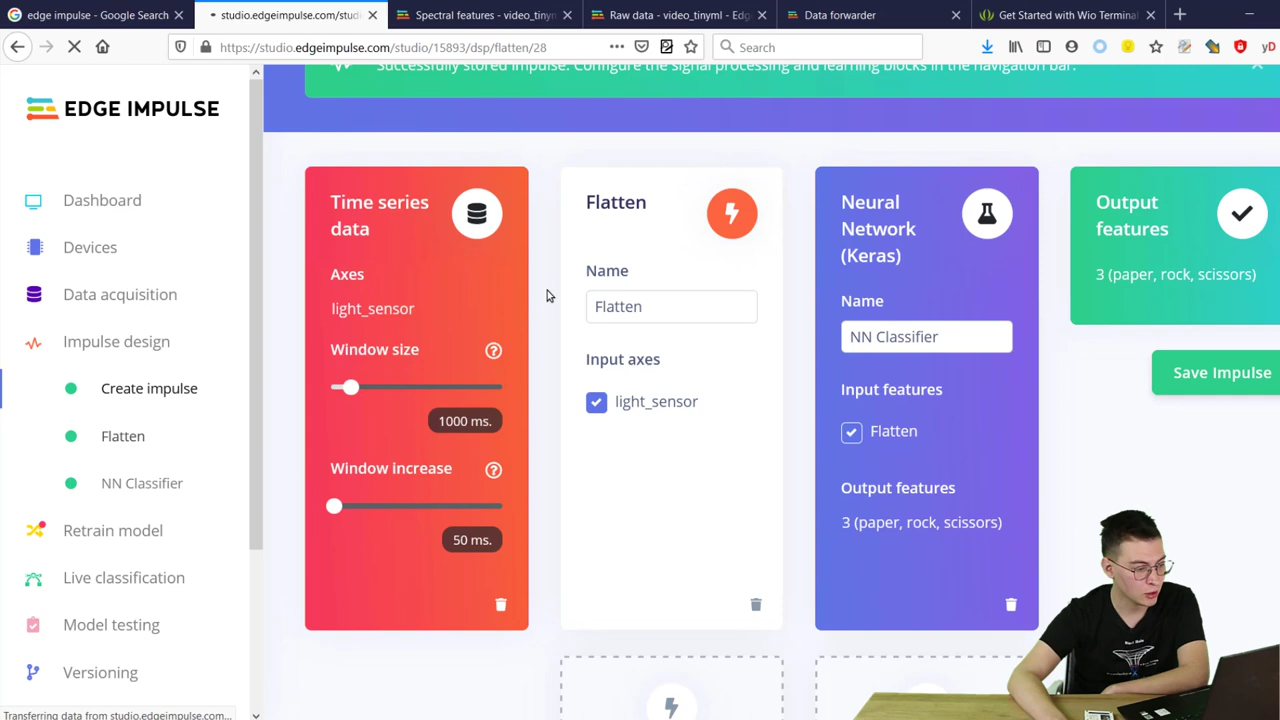 edge impulse - Google Search
studio.edgeimpulse.com/stud
Spectral features - video_tinym
Raw data - video_tinyml - Edg
Data forwarder
Get Started with Wio Terminal
https://studio.edgeimpulse.com/studio/15893/dsp/flatten/28
Search
Successfully stored impulse. Configure the signal processing and learning blocks in the navigation bar.
EDGE IMPULSE
Dashboard
Devices
Data acquisition
Impulse design
Create impulse
Flatten
NN Classifier
Retrain model
Live classification
Model testing
Versioning
Time series
data
Axes
light_sensor
Window size
1000 ms.
Window increase
50 ms.
Flatten
Name
Flatten
Input axes
light_sensor
Neural
Network
(Keras)
Name
NN Classifier
Input features
Flatten
Output features
3 (paper, rock, scissors)
Output
features
3 (paper, rock, scissors)
Save Impulse
Transferring data from studio.edgeimpulse.com...